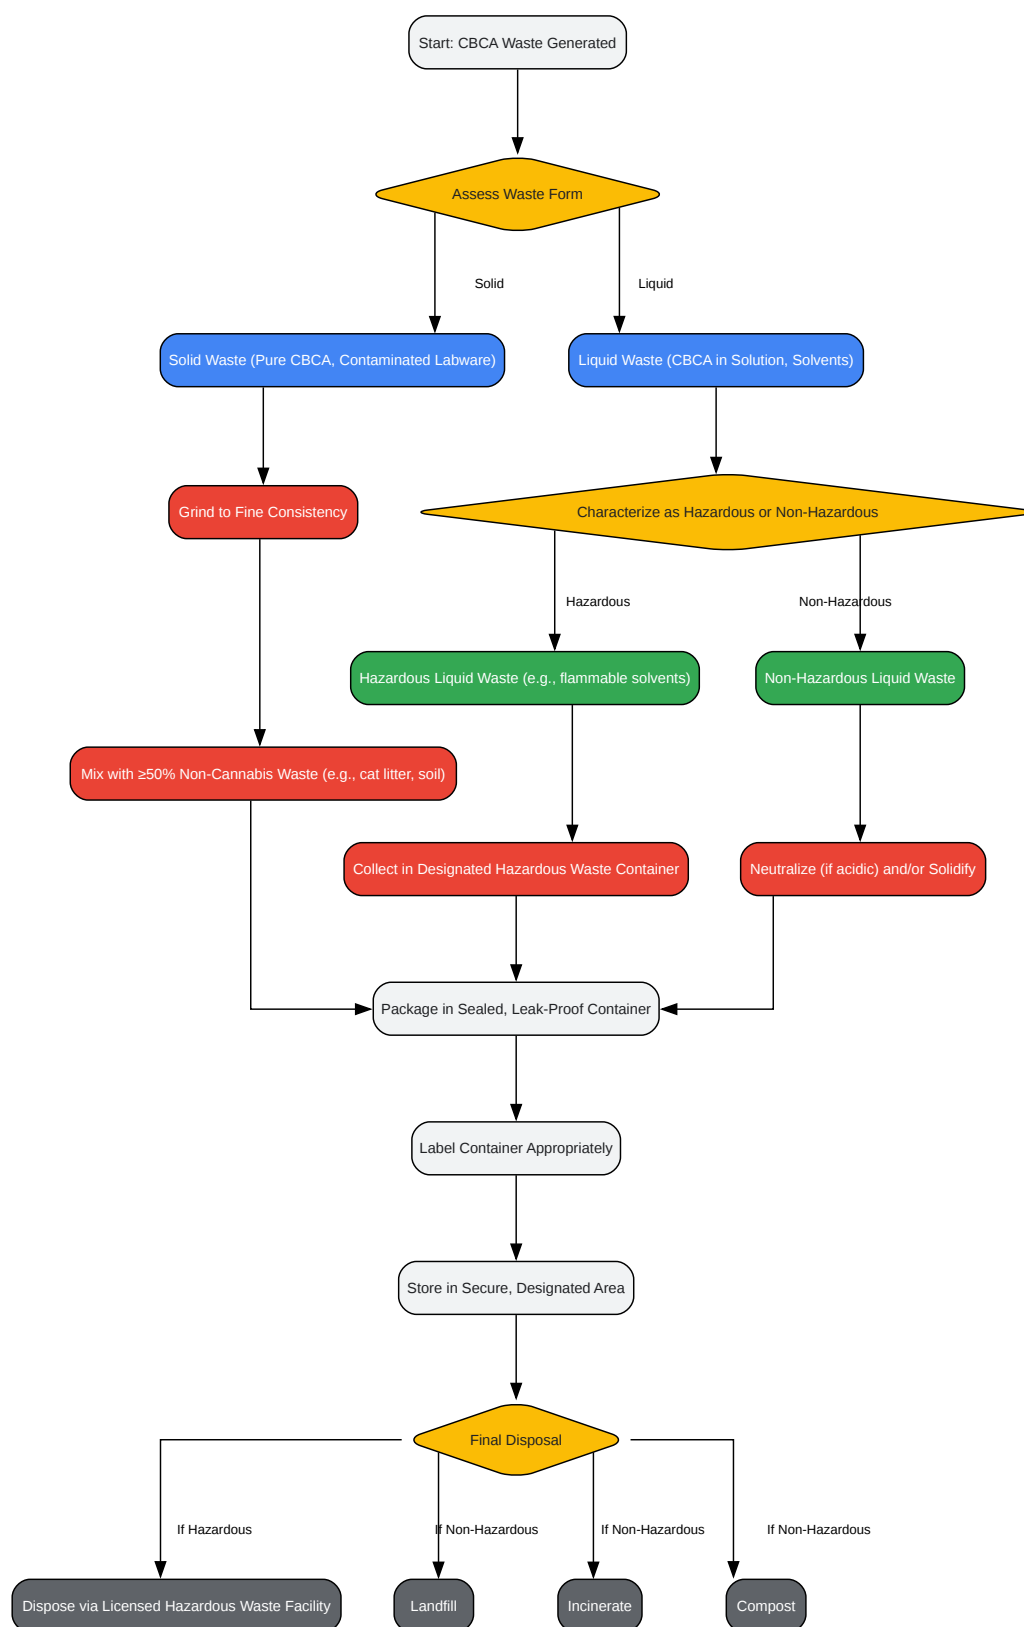 Start: CBCA Waste Generated
Assess Waste Form
Solid
Liquid
Solid Waste (Pure CBCA, Contaminated Labware)
Liquid Waste (CBCA in Solution, Solvents)
Grind to Fine Consistency
Characterize as Hazardous or Non-Hazardous
Hazardous
Non-Hazardous
Hazardous Liquid Waste (e.g., flammable solvents)
Non-Hazardous Liquid Waste
Mix with ≥50% Non-Cannabis Waste (e.g., cat litter, soil)
Collect in Designated Hazardous Waste Container
Neutralize (if acidic) and/or Solidify
Package in Sealed, Leak-Proof Container
Label Container Appropriately
Store in Secure, Designated Area
Final Disposal
If Hazardous
If Non-Hazardous
If Non-Hazardous
If Non-Hazardous
Dispose via Licensed Hazardous Waste Facility
Landfill
Incinerate
Compost